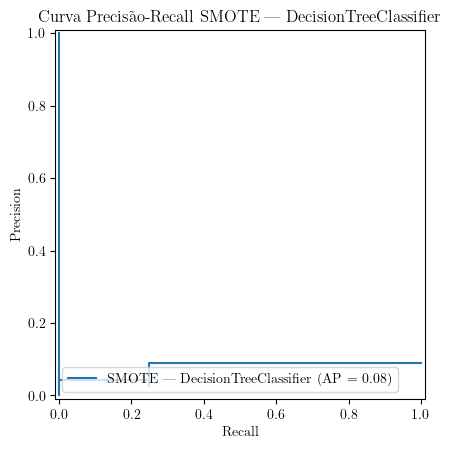 Curva Precisão-Recall SMOTE — DecisionTreeClassifier
1.0
0.8
0.6
0.4
0.2
0.0
Precision
SMOTE — DecisionTreeClassifier (AP = 0.08)
0.0 0.2 0.4 0.6 0.8 1.0
Recall